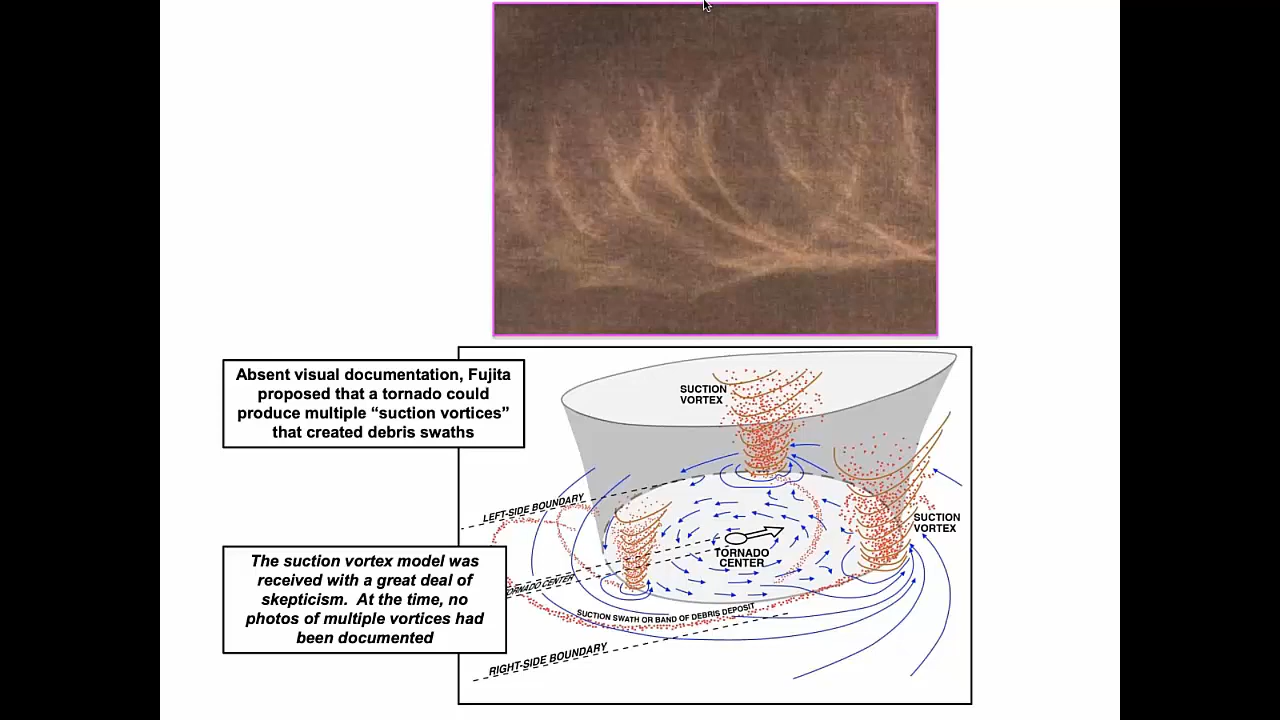 Absent visual documentation, Fujita
proposed that a tornado could
produce multiple “suction vortices”
that created debris swaths
SUCTION
VORTEX
LEFT-SIDE BOUNDARY
SUCTION
VORTEX
TORNADO
CENTER
The suction vortex model was
received with a great deal of
skepticism. At the time, no
photos of multiple vortices had
been documented
TORNADO CENTER
SUCTION SWATH OR BAND OF DEBRIS DEPOSIT
RIGHT-SIDE BOUNDARY